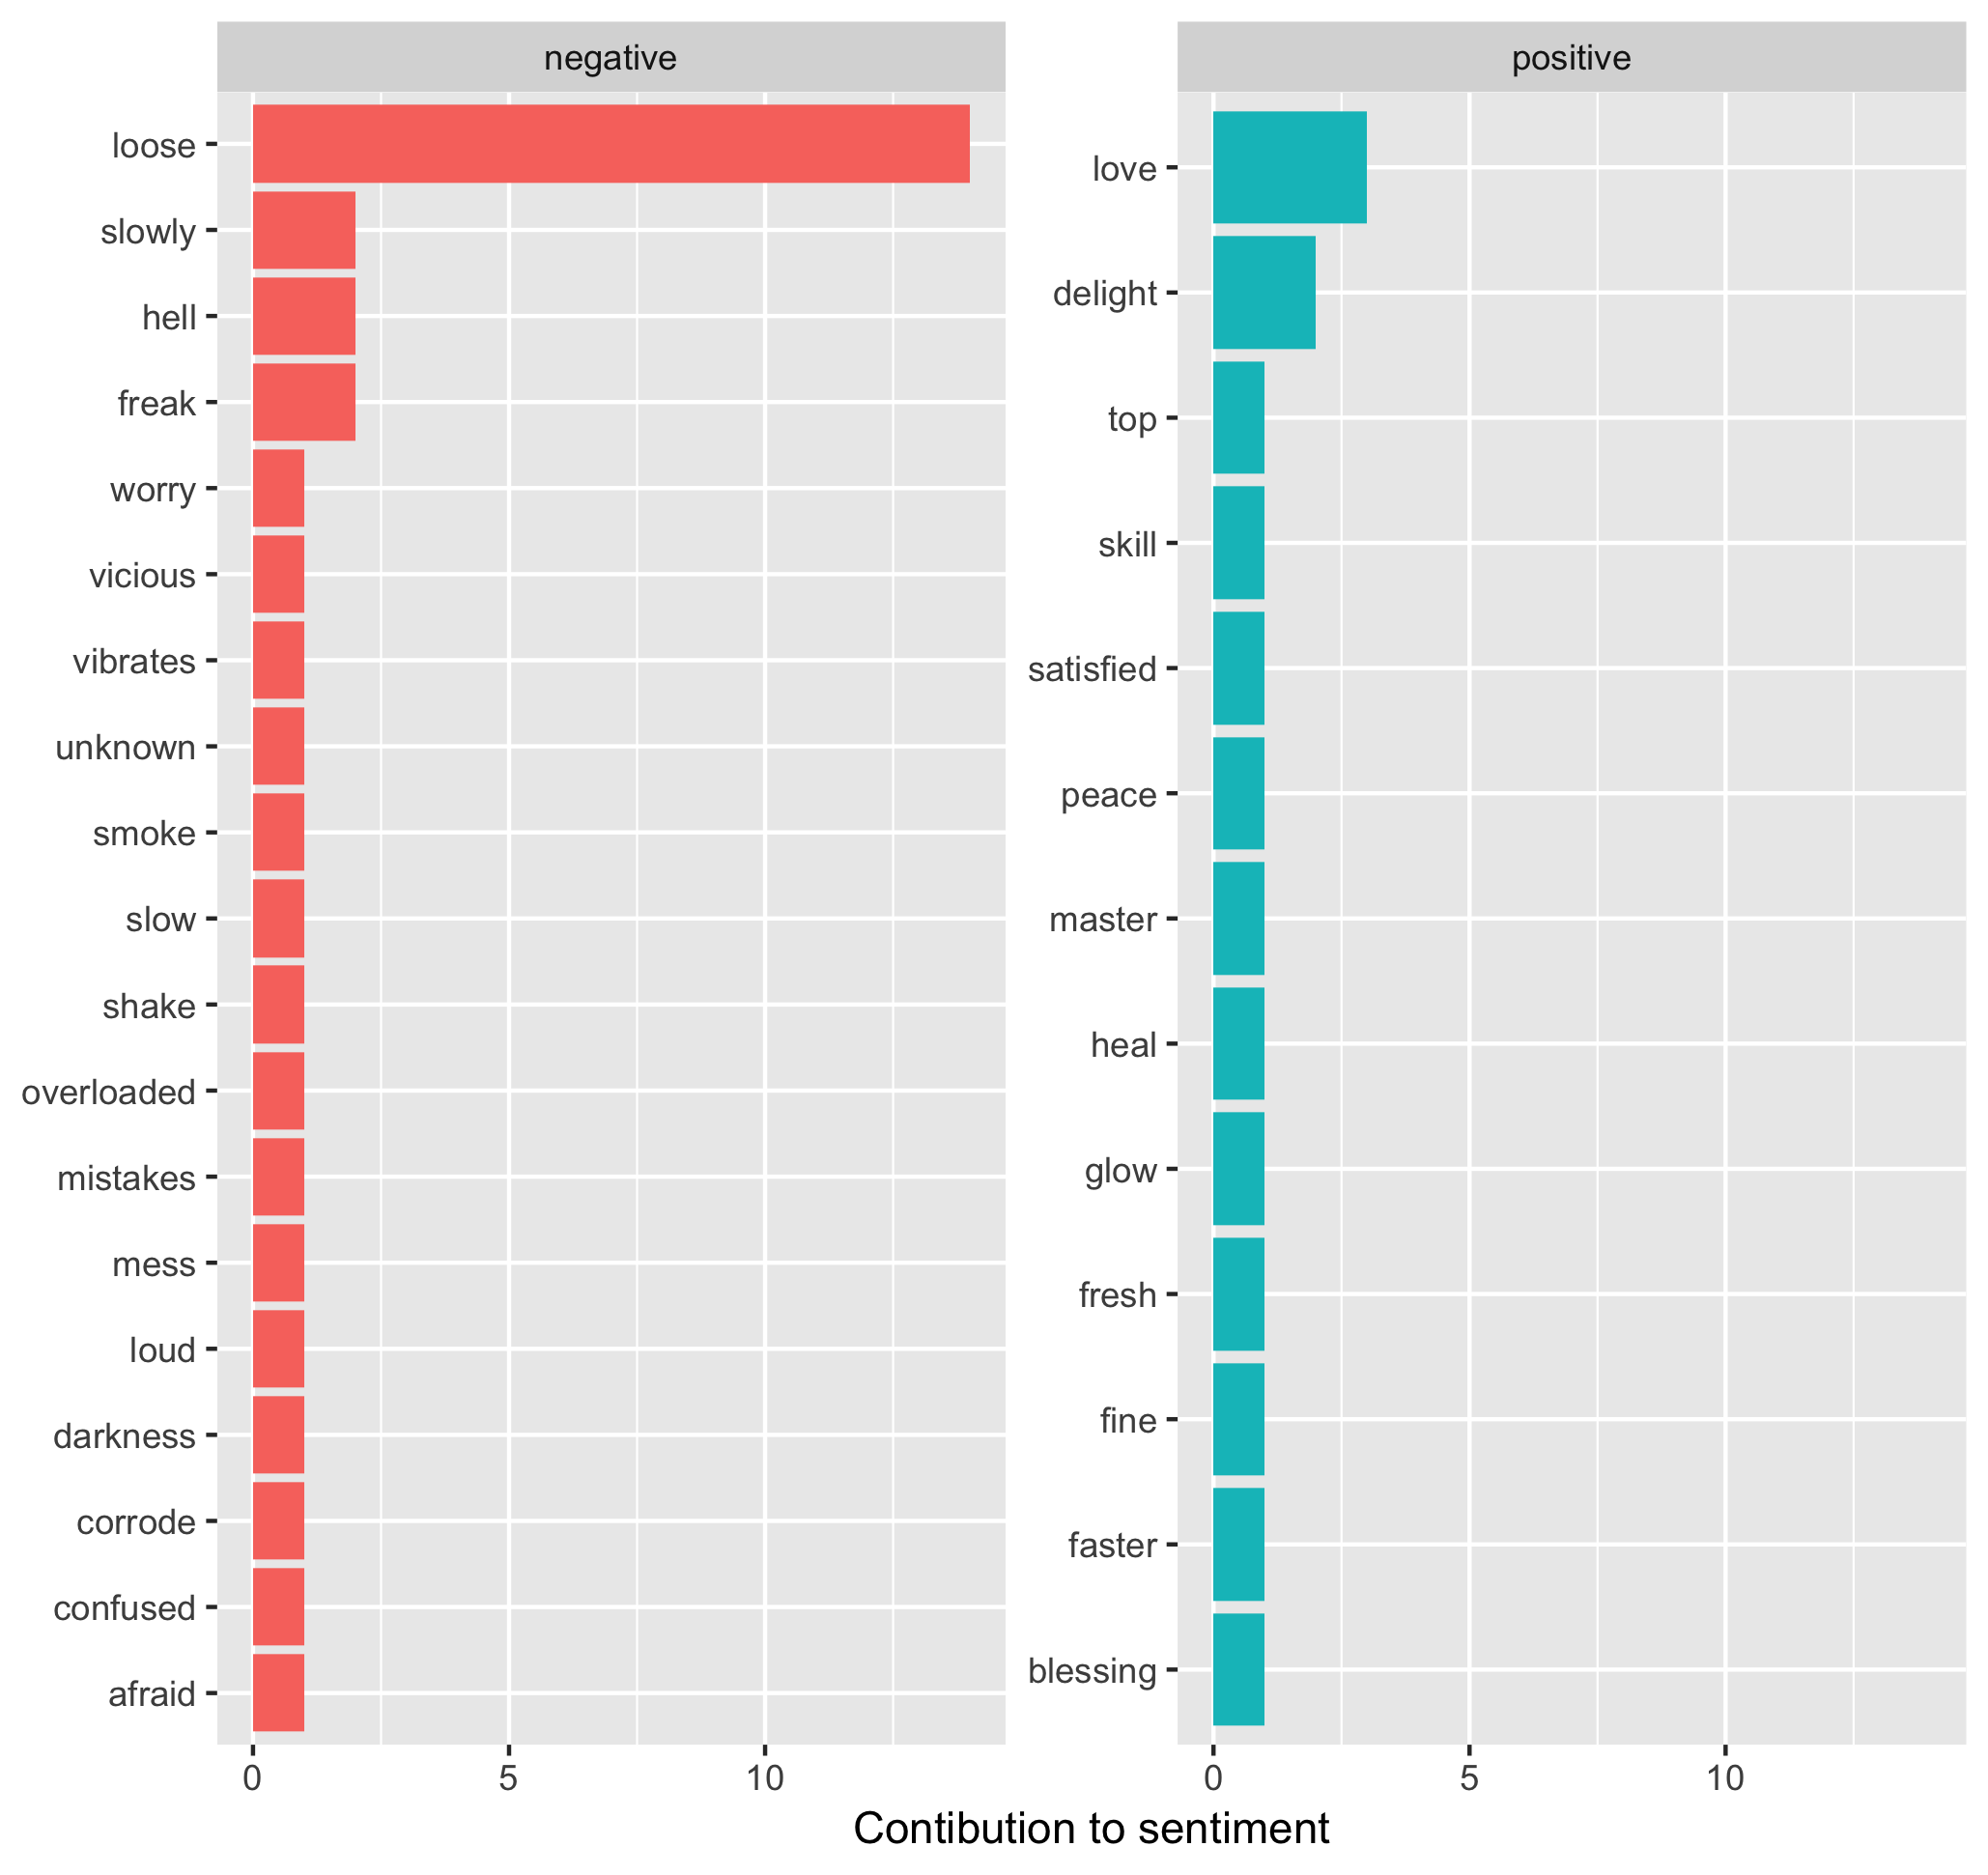 negative
loose
slowly
hell
freak
worry
vicious
vibrates
unknown
smoke
slow
shake
overloaded
mistakes
mess
loud
darkness
corrode
confused
afraid
0 5 10
positive
love
delight
top
skill
satisfied
peace
master
heal
glow
fresh
fine
faster
blessing
0 5 10
Contibution to sentiment